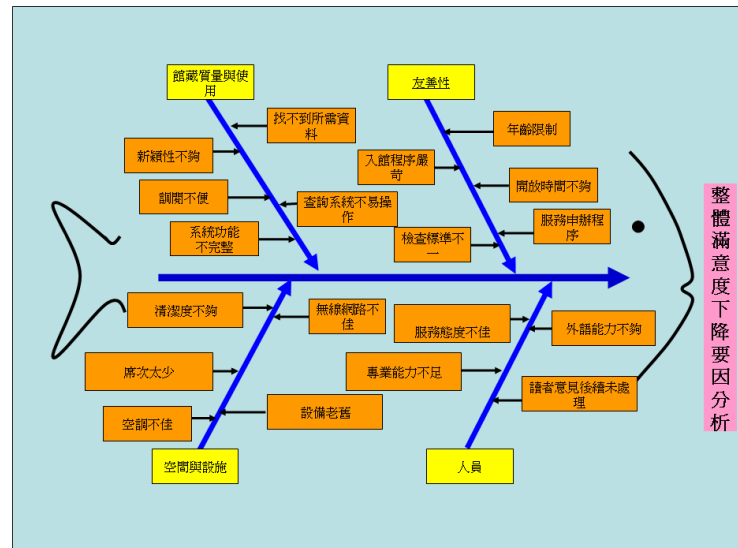 館藏質量與使
用
友善性
找不到所需資
料
新穎性不夠
調閱不便
查詢系統不易操
作
系統功能
不完整
年齡限制
入館程序嚴
苛
開放時間不夠
服務申辦程
序
檢查標準不
一
整體滿意度下降要因分析
清潔度不夠
無線網路不
佳
席次太少
空調不佳
設備老舊
空間與設施
服務態度不佳
外語能力不夠
專業能力不足
讀者意見後續未處
理
人員